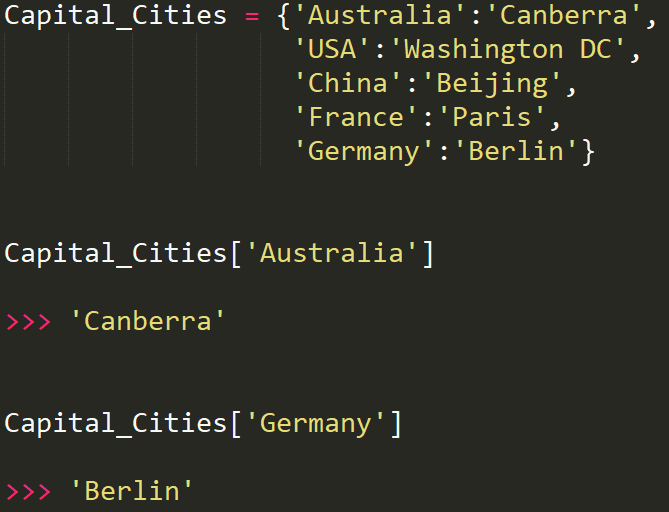 Capital_Cities = {'Australia':'Canberra',
'USA':'Washington DC',
'China':'Beijing',
'France':'Paris',
'Germany':'Berlin'}
Capital_Cities['Australia']
>>> 'Canberra'
Capital_Cities['Germany']
>>> 'Berlin'